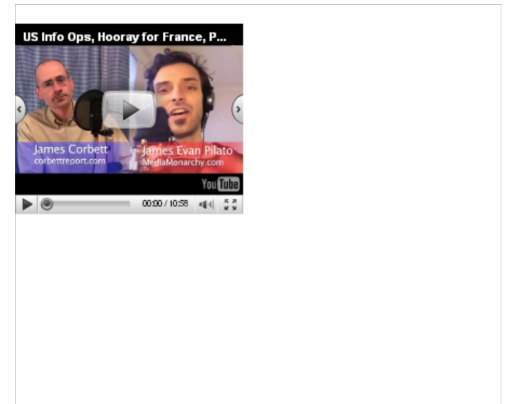 US Info Ops, Hooray for France, P...
James Corbett
corbettreport.com
James Evan Pilato
MediaMonarchy.com
YouTube
00:00 / 10:58